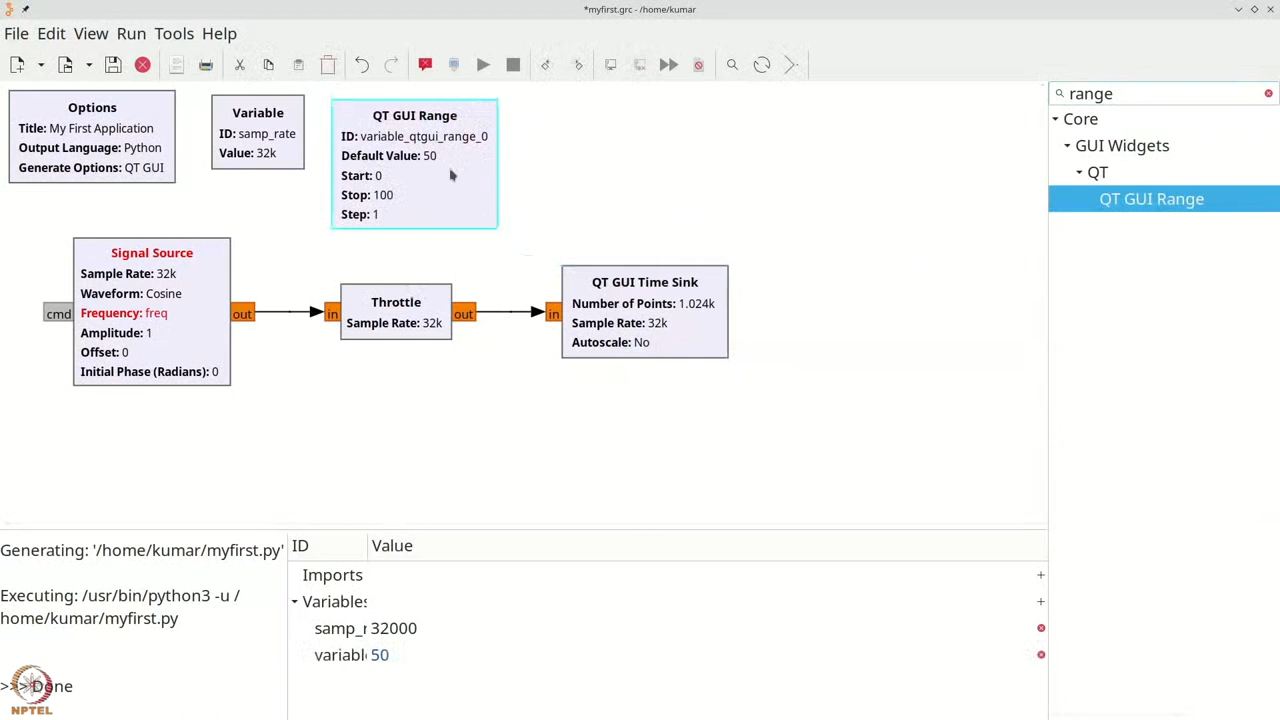 *myfirst.grc - /home/kumar
File Edit View Run Tools Help
range
Core
GUI Widgets
QT
QT GUI Range
Options
Title: My First Application
Output Language: Python
Generate Options: QT GUI
Variable
ID: samp_rate
Value: 32k
QT GUI Range
ID: variable_qtgui_range_0
Default Value: 50
Start: 0
Stop: 100
Step: 1
Signal Source
Sample Rate: 32k
Waveform: Cosine
Frequency: freq
Amplitude: 1
Offset: 0
Initial Phase (Radians): 0
cmd
out
in
Throttle
Sample Rate: 32k
out
in
QT GUI Time Sink
Number of Points: 1.024k
Sample Rate: 32k
Autoscale: No
Generating: '/home/kumar/myfirst.py'
Executing: /usr/bin/python3 -u /
home/kumar/myfirst.py
>>> Done
NPTEL
ID Value
Imports
Variables
samp_r 32000
variabl 50